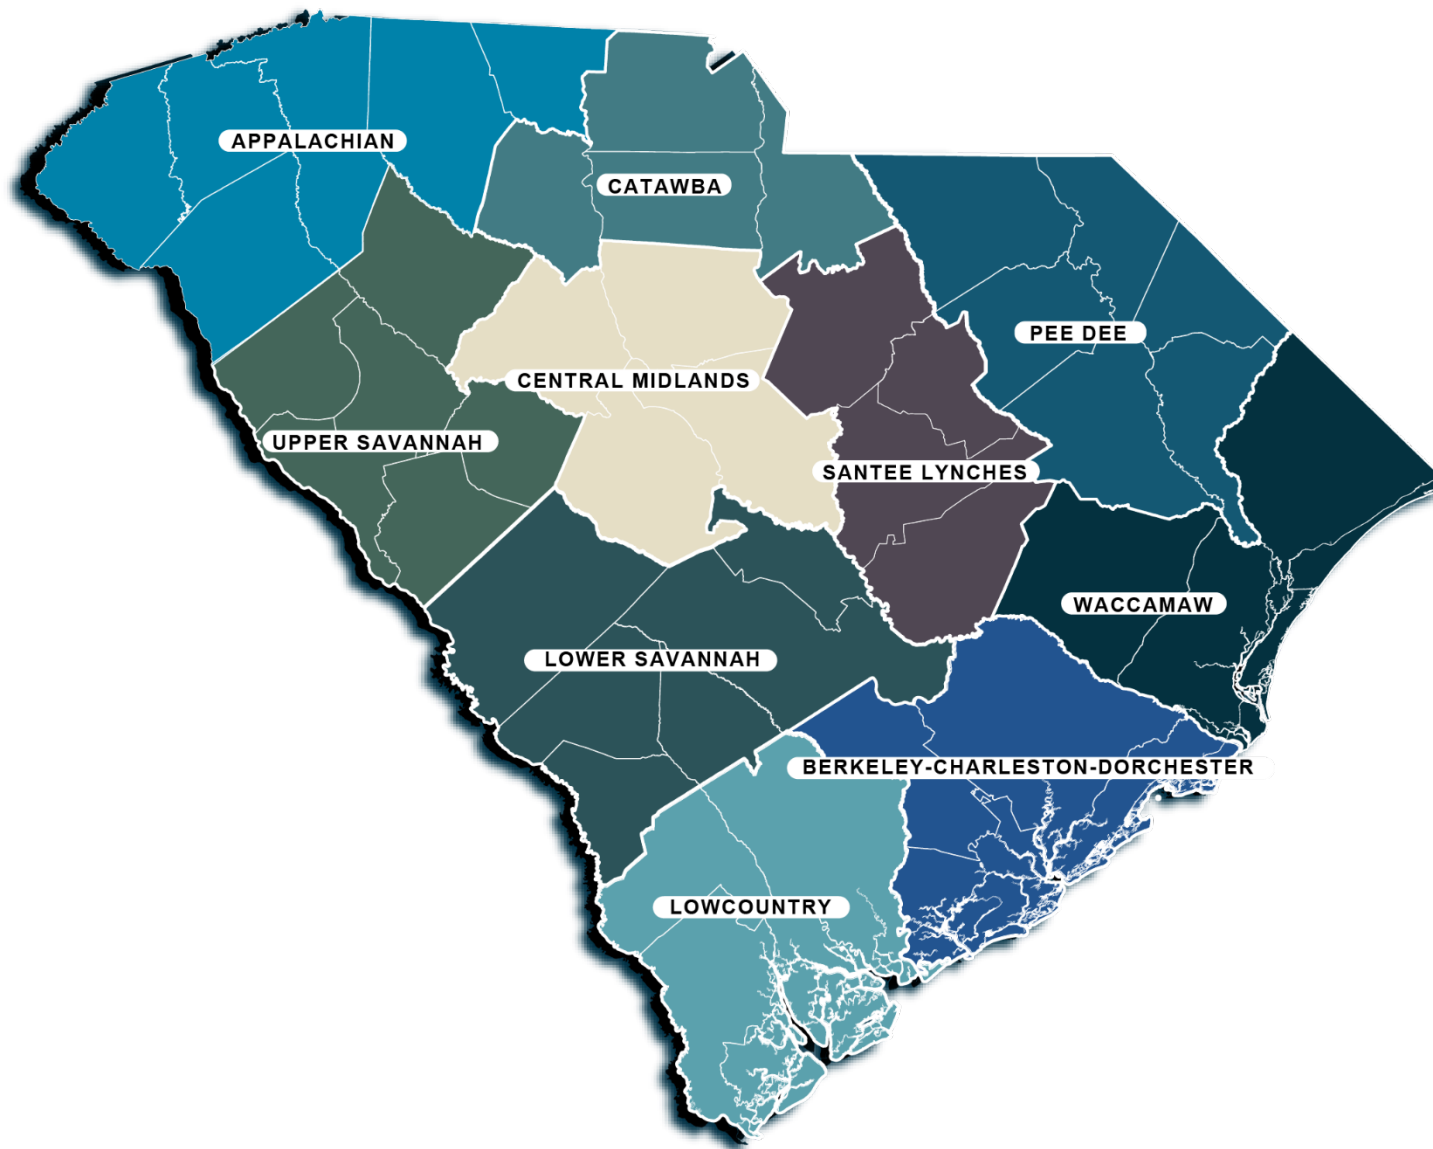 APPALACHIAN
CATAWBA
PEE DEE
CENTRAL MIDLANDS
UPPER SAVANNAH
SANTEE LYNCHES
WACCAMAW
LOWER SAVANNAH
BERKELEY-CHARLESTON-DORCHESTER
LOWCOUNTRY